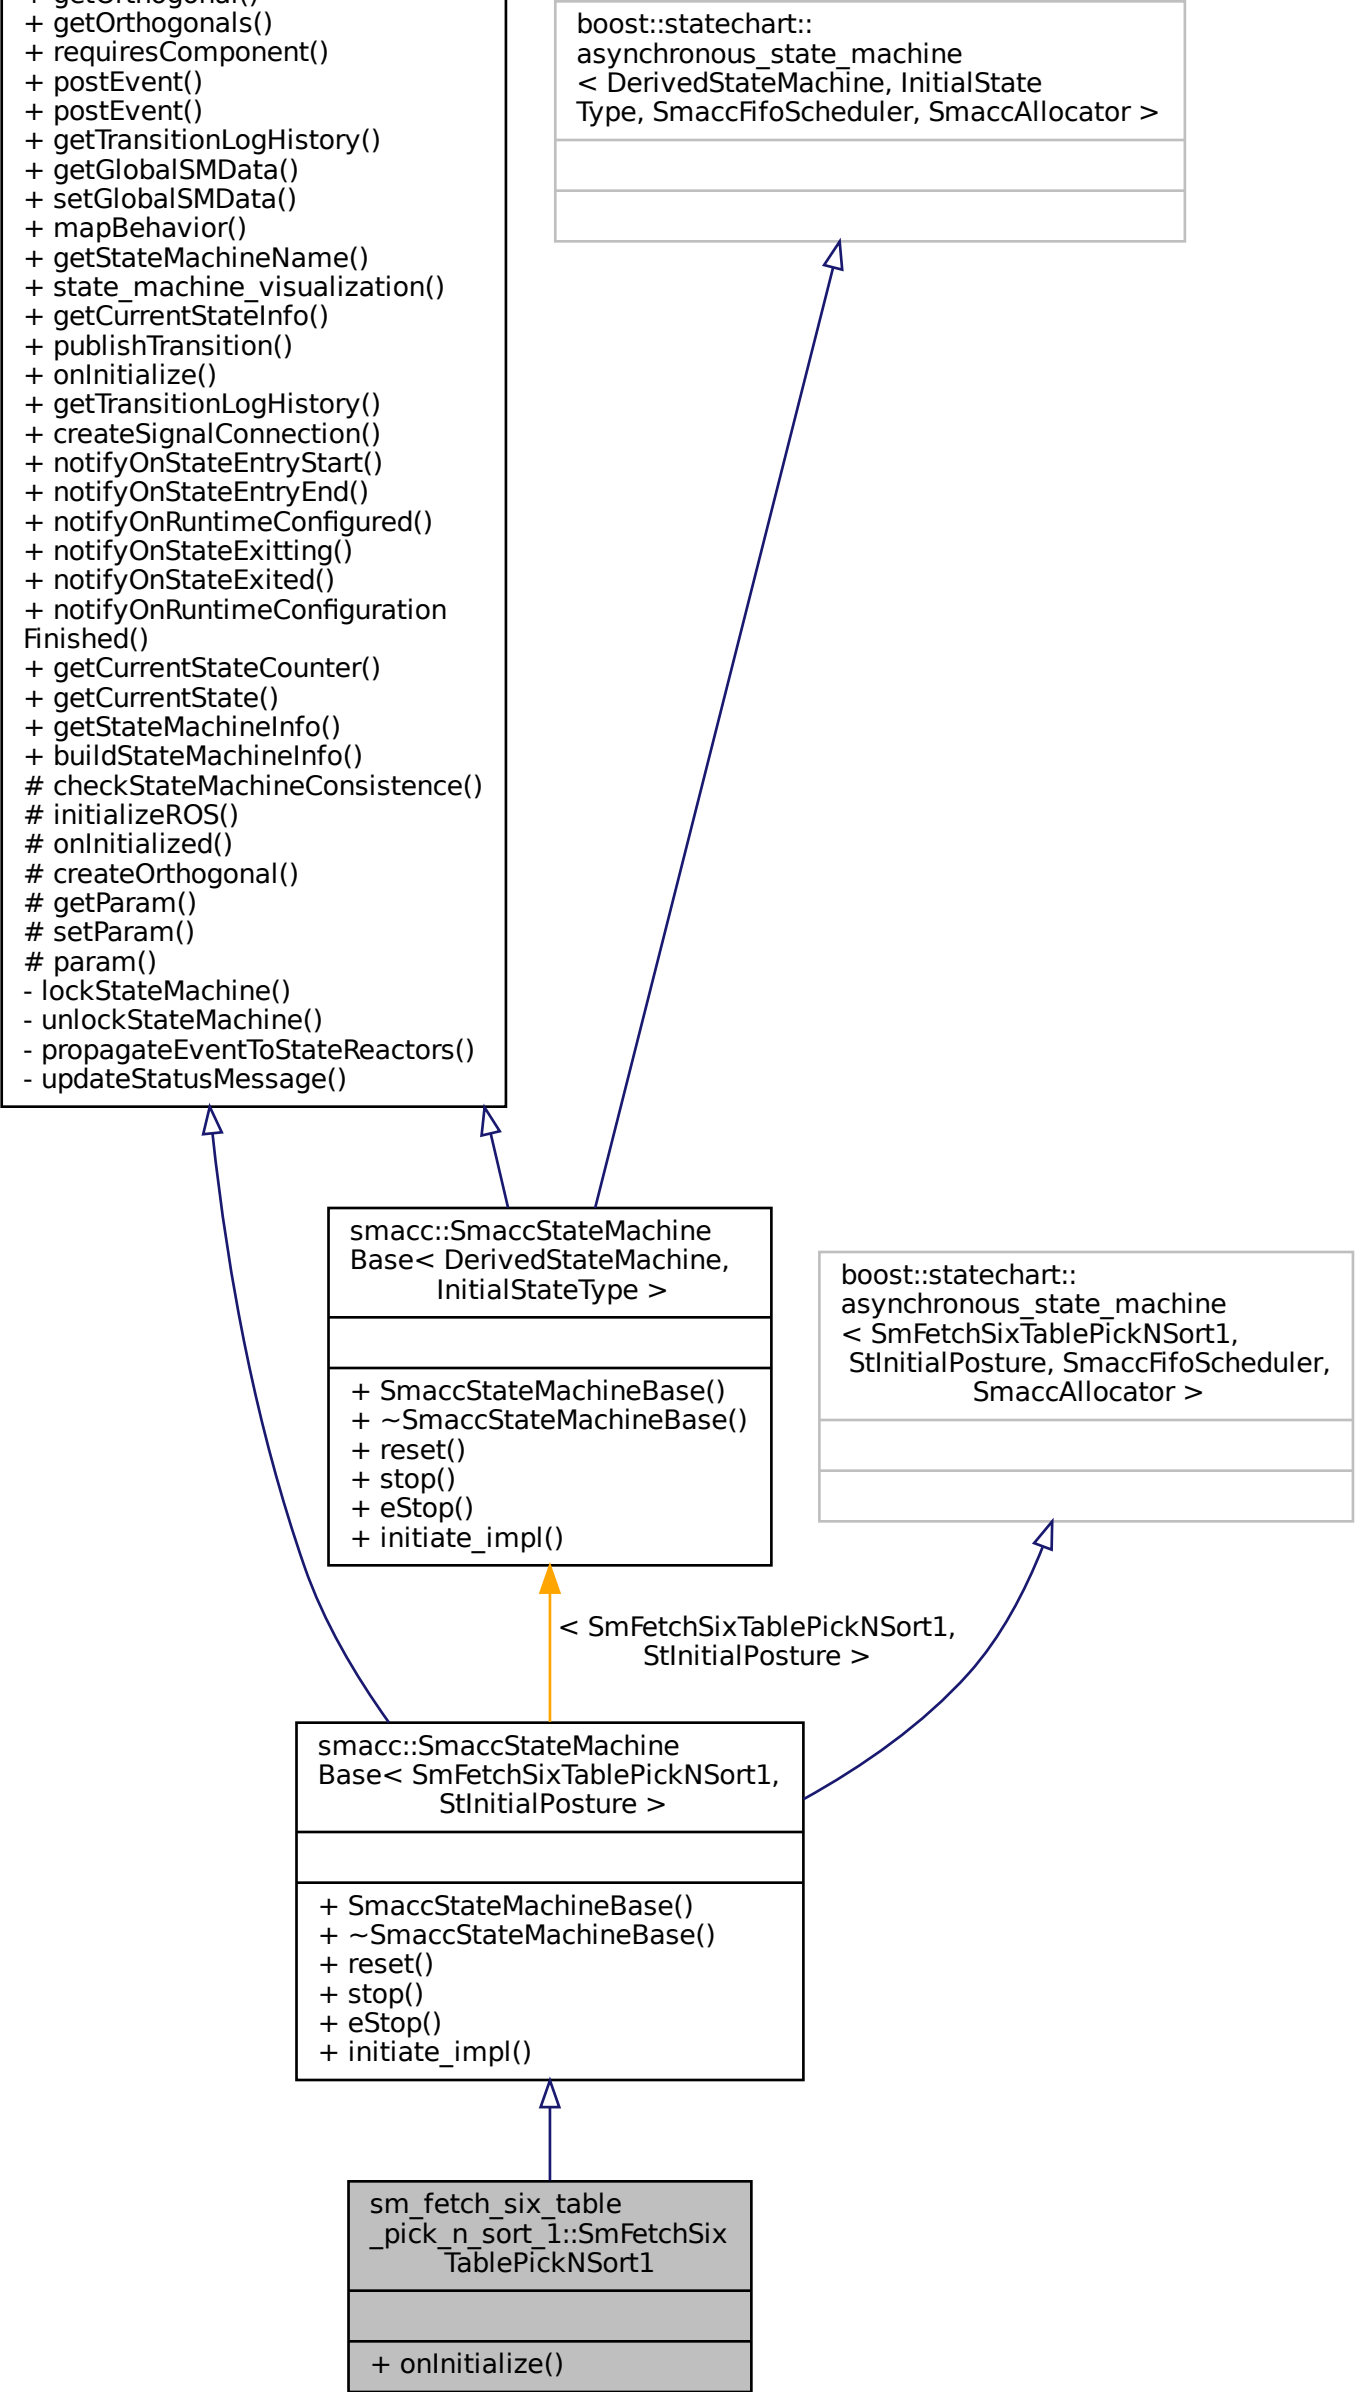 + getOrthogonal()
+ getOrthogonals()
+ requiresComponent()
+ postEvent()
+ postEvent()
+ getTransitionLogHistory()
+ getGlobalSMData()
+ setGlobalSMData()
+ mapBehavior()
+ getStateMachineName()
+ state_machine_visualization()
+ getCurrentStateInfo()
+ publishTransition()
+ onInitialize()
+ getTransitionLogHistory()
+ createSignalConnection()
+ notifyOnStateEntryStart()
+ notifyOnStateEntryEnd()
+ notifyOnRuntimeConfigured()
+ notifyOnStateExitting()
+ notifyOnStateExited()
+ notifyOnRuntimeConfiguration
Finished()
+ getCurrentStateCounter()
+ getCurrentState()
+ getStateMachineInfo()
+ buildStateMachineInfo()
# checkStateMachineConsistence()
# initializeROS()
# onInitialized()
# createOrthogonal()
# getParam()
# setParam()
# param()
- lockStateMachine()
- unlockStateMachine()
- propagateEventToStateReactors()
- updateStatusMessage()
boost::statechart::
asynchronous_state_machine
< DerivedStateMachine, InitialState
Type, SmaccFifoScheduler, SmaccAllocator >
smacc::SmaccStateMachine
Base< DerivedStateMachine,
InitialStateType >
+ SmaccStateMachineBase()
+ ~SmaccStateMachineBase()
+ reset()
+ stop()
+ eStop()
+ initiate_impl()
boost::statechart::
asynchronous_state_machine
< SmFetchSixTablePickNSort1,
StInitialPosture, SmaccFifoScheduler,
SmaccAllocator >
< SmFetchSixTablePickNSort1,
StInitialPosture >
smacc::SmaccStateMachine
Base< SmFetchSixTablePickNSort1,
StInitialPosture >
+ SmaccStateMachineBase()
+ ~SmaccStateMachineBase()
+ reset()
+ stop()
+ eStop()
+ initiate_impl()
sm_fetch_six_table
_pick_n_sort_1::SmFetchSix
TablePickNSort1
+ onInitialize()